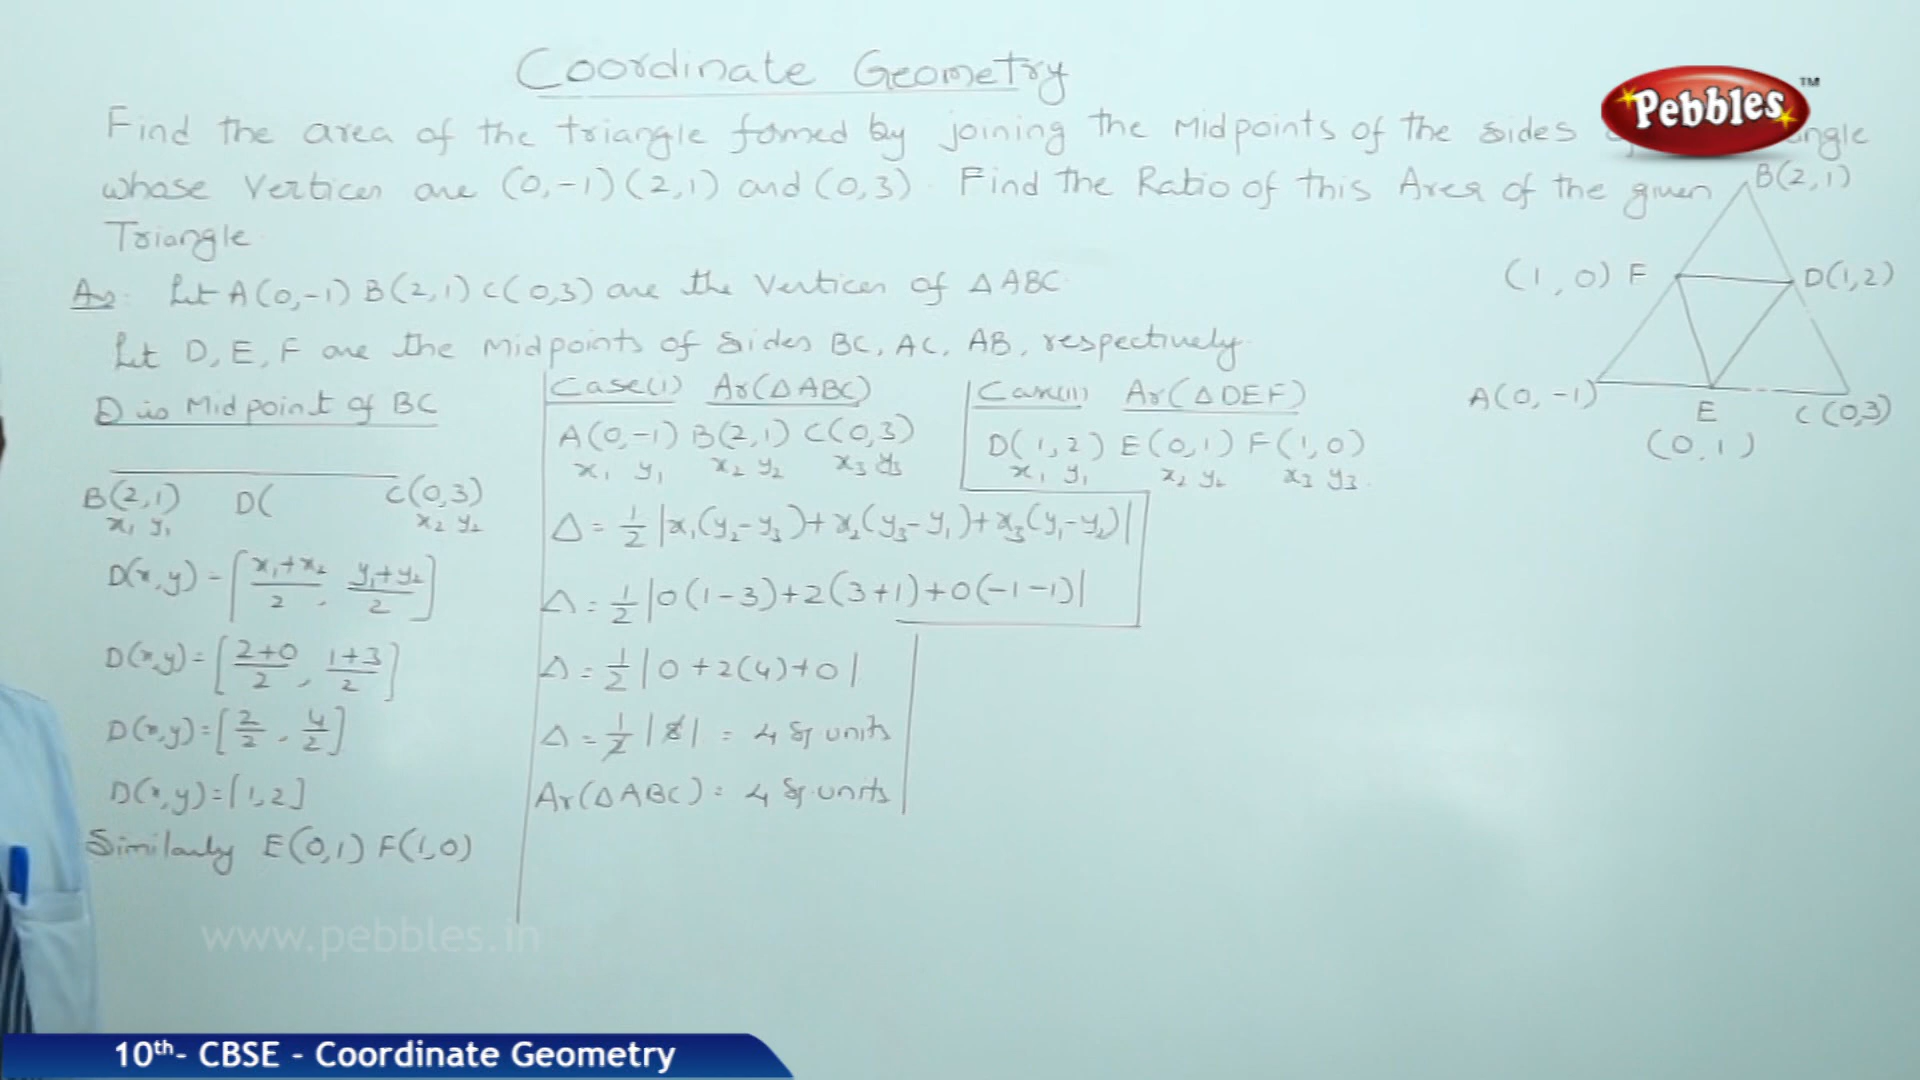 Coordinate Geometry
Pebbles™
Find the area of the triangle formed by joining the Midpoints of the sides
whose Vertices are (0,-1) (2,1) and (0,3). Find the Ratio of this Area of the given
Triangle.
B(2,1)
(1,0) F
D(1,2)
A(0,-1)
E
(0,1)
C(0,3)
Ans: Let A(0,-1) B(2,1) C(0,3) are the Vertices of △ABC.
Let D, E, F are the midpoints of sides BC, AC, AB, respectively.
D is Midpoint of BC
B(2,1) D( C(0,3)
x₁ y₁ x₂ y₂
D(x,y) = [x₁+x₂/2, y₁+y₂/2]
D(x,y) = [2+0/2, 1+3/2]
D(x,y) = [2/2, 4/2]
D(x,y) = [1,2]
Similarly E(0,1) F(1,0)
Case(i) Ar(△ABC)
A(0,-1) B(2,1) C(0,3)
x₁ y₁ x₂ y₂ x₃ y₃
△ = 1/2 |x₁(y₂-y₃)+x₂(y₃-y₁)+x₃(y₁-y₂)|
△ = 1/2 |0(1-3)+2(3+1)+0(-1-1)|
△ = 1/2 |0+2(4)+0|
△ = 1/2 |8| = 4 sq units
Ar(△ABC) = 4 sq.units
Case(ii) Ar(△DEF)
D(1,2) E(0,1) F(1,0)
x₁ y₁ x₂ y₂ x₃ y₃
www.pebbles.in
10th- CBSE - Coordinate Geometry